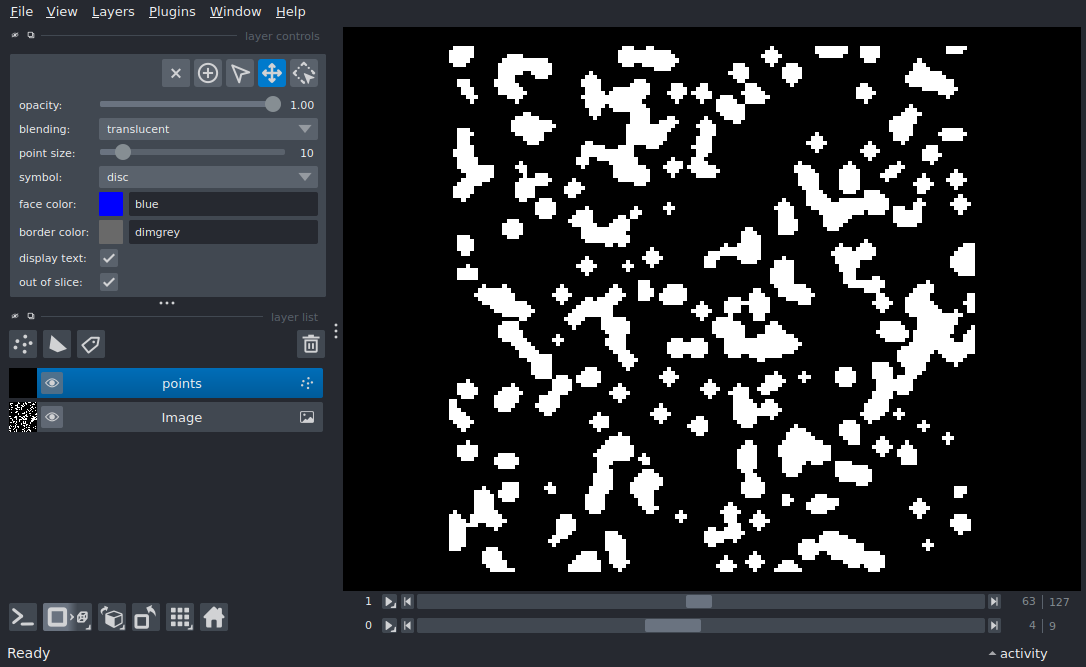 File View Layers Plugins Window Help
layer controls
opacity: 1.00
blending: translucent
point size: 10
symbol: disc
face color: blue
border color: dimgrey
display text:
out of slice:
layer list
points
Image
1 63 127
0 4 9
Ready activity